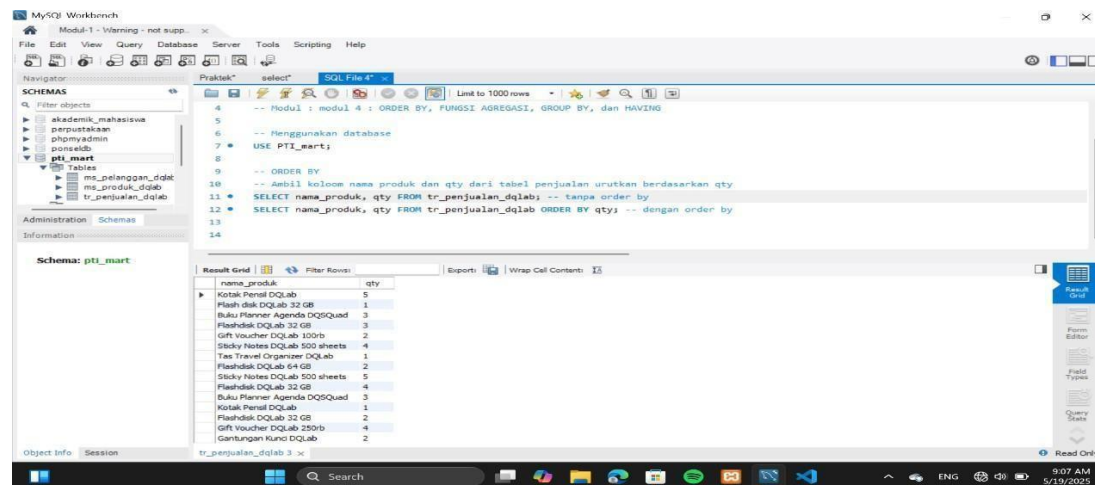 MySQL Workbench
Modul-1 - Warning - not supp..
File Edit View Query Database Server Tools Scripting Help
Navigator
Praktek* select* SQL File 4*
SCHEMAS
Limit to 1000 rows
Filter objects
akademik_mahasiswa
perpustakaan
phpmyadmin
ponseldb
pti_mart
Tables
ms_pelanggan_dqlab
ms_produk_dqlab
tr_penjualan_dqlab
Administration Schemas
Information
Schema: pti_mart
4 -- Modul : modul 4 : ORDER BY, FUNGSI AGREGASI, GROUP BY, dan HAVING
5
6 -- Menggunakan database
7 USE PTI_mart;
8
9 -- ORDER BY
10 -- Ambil koloom nama produk dan qty dari tabel penjualan urutkan berdasarkan qty
11 SELECT nama_produk, qty FROM tr_penjualan_dqlab; -- tanpa order by
12 SELECT nama_produk, qty FROM tr_penjualan_dqlab ORDER BY qty; -- dengan order by
13
14
Result Grid Filter Rows: Export: Wrap Cell Content:
nama_produk qty
Kotak Pensil DQLab 5
Flash disk DQLab 32 GB 1
Buku Planner Agenda DQSQuad 3
Flashdisk DQLab 32 GB 3
Gift Voucher DQLab 100rb 2
Sticky Notes DQLab 500 sheets 4
Tas Travel Organizer DQLab 1
Flashdisk DQLab 64 GB 2
Sticky Notes DQLab 500 sheets 5
Flashdisk DQLab 32 GB 4
Buku Planner Agenda DQSQuad 3
Kotak Pensil DQLab 1
Flashdisk DQLab 32 GB 2
Gift Voucher DQLab 250rb 4
Gantungan Kunci DQLab 2
Result Grid
Form Editor
Field Types
Query Stats
Object Info Session
tr_penjualan_dqlab 3
Read Only
Search
ENG
9:07 AM
5/19/2025